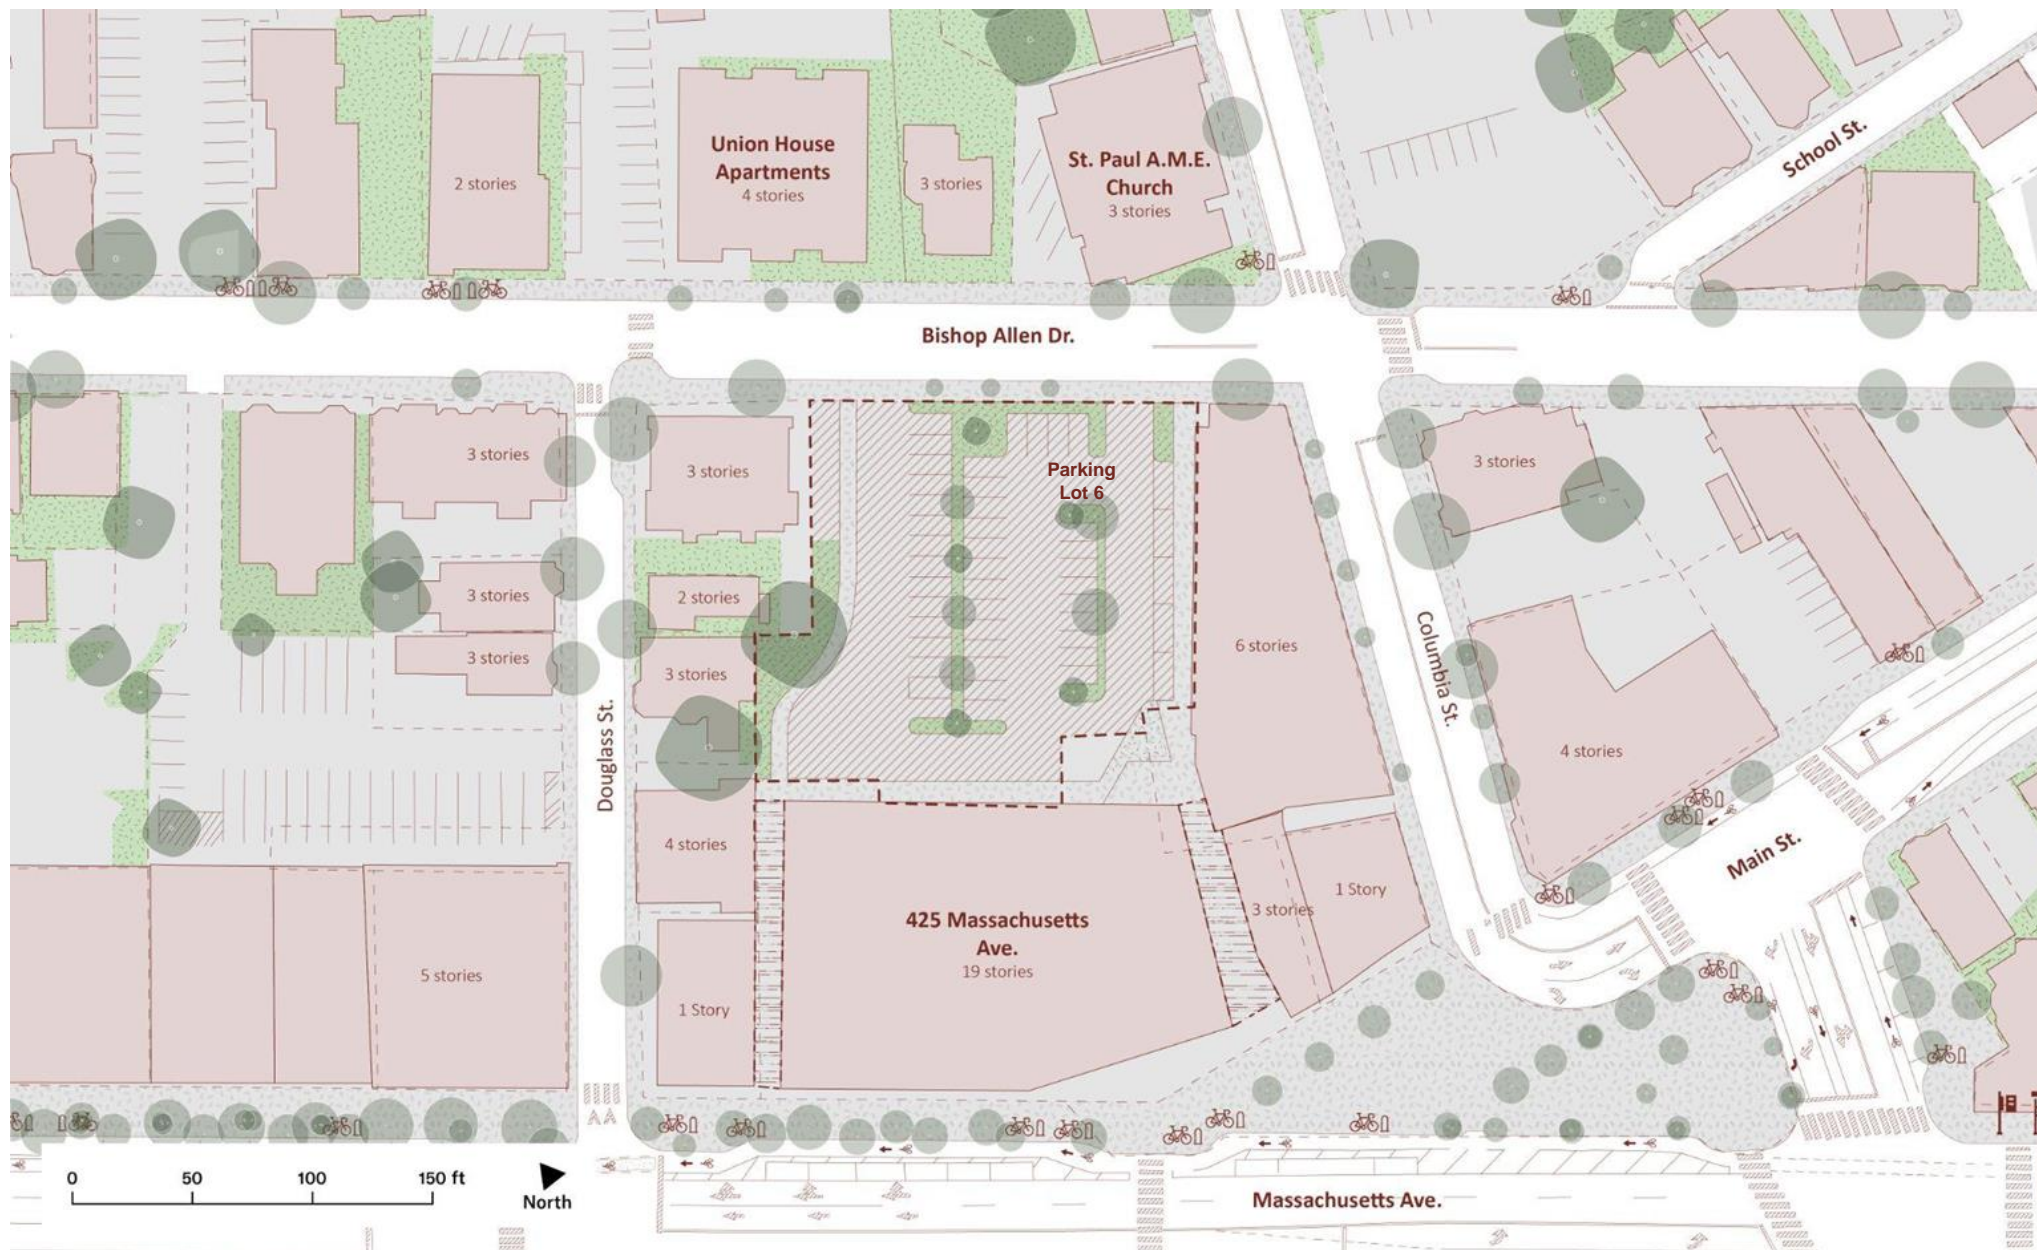 Union House
Apartments
4 stories
2 stories
3 stories
St. Paul A.M.E.
Church
3 stories
School St.
Bishop Allen Dr.
3 stories
3 stories
Parking
Lot 6
3 stories
3 stories
2 stories
3 stories
3 stories
6 stories
Columbia St.
Douglass St.
4 stories
4 stories
Main St.
425 Massachusetts
Ave.
19 stories
3 stories
1 Story
5 stories
1 Story
0 50 100 150 ft
North
Massachusetts Ave.